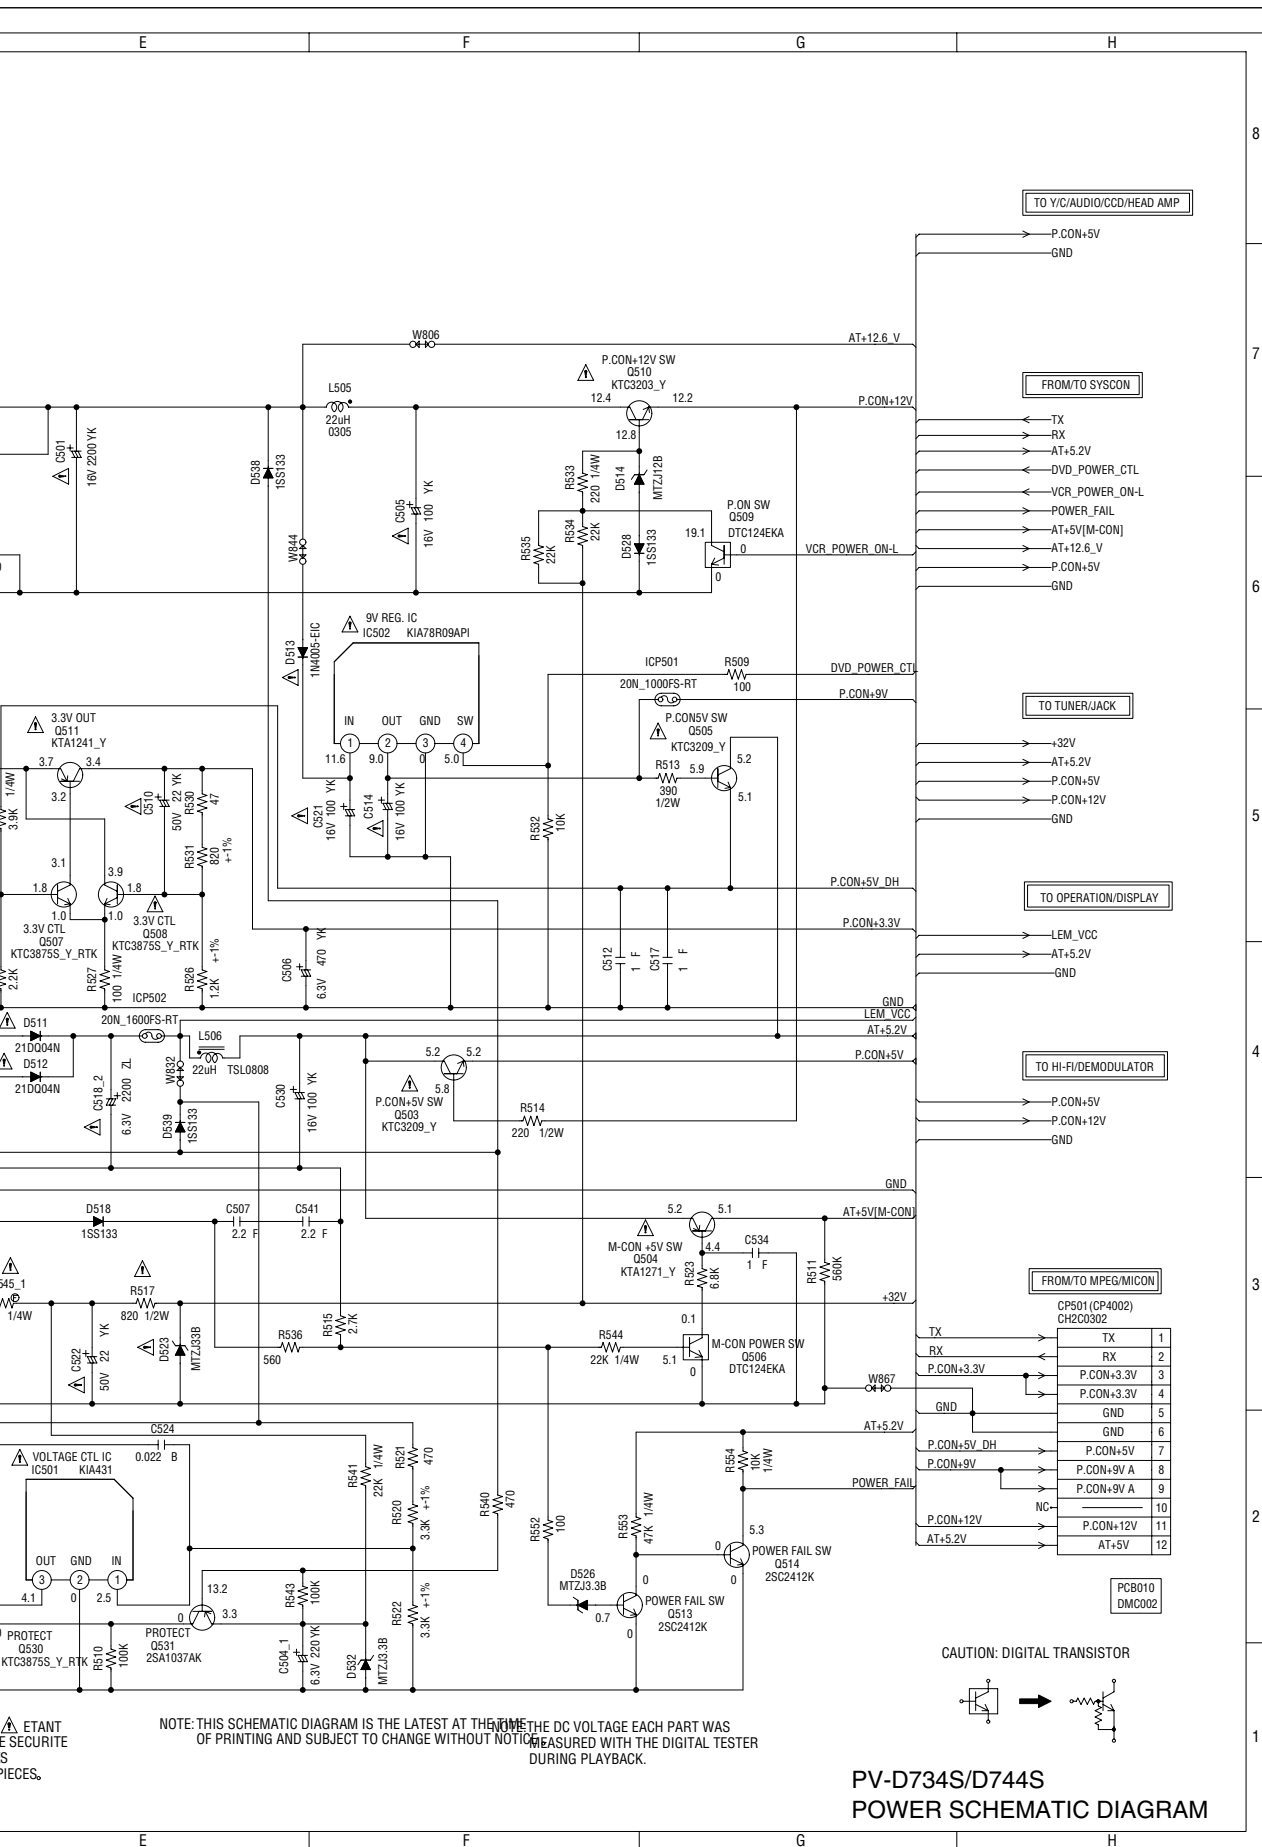 E
F
G
H
8
TO Y/C/AUDIO/CCD/HEAD AMP
P.CON+5V
GND
W806
AT+12.6_V
7
P.CON+12V SW
Q510
KTC3203_Y
FROM/TO SYSCON
L505
22uH
0305
12.4
12.2
P.CON+12V
12.8
TX
RX
AT+5.2V
DVD_POWER_CTL
VCR_POWER_ON-L
POWER_FAIL
AT+5V[M-CON]
AT+12.6_V
P.CON+5V
GND
C501
16V 2200 YK
D538
1SS133
C505
16V 100 YK
R533
220 1/4W
D514
MTZJ12B
R535
22K
R534
22K
D528
1SS133
P.ON SW
Q509
DTC124EKA
19.1
0
0
VCR_POWER_ON-L
W844
6
D513
1N4005-EIC
9V REG. IC
IC502 KIA78R09API
IN OUT GND SW
1 2 3 4
11.6 9.0 0 5.0
ICP501
20N_1000FS-RT
R509
100
DVD_POWER_CTL
P.CON+9V
TO TUNER/JACK
+32V
AT+5.2V
P.CON+5V
P.CON+12V
GND
3.3V OUT
Q511
KTA1241_Y
3.7 3.4
3.2
P.CON5V SW
Q505
KTC3209_Y
5.2
5.9
5.1
R513
390
1/2W
1/4W
3.9K
C510
50V 22 YK
R530
47
C521
16V 100 YK
C514
16V 100 YK
R532
10K
5
R531
820
+-1%
3.1
3.9
1.8
1.8
1.0
1.0
3.3V CTL
Q507
KTC3875S_Y_RTK
3.3V CTL
Q508
KTC3875S_Y_RTK
P.CON+5V_DH
P.CON+3.3V
TO OPERATION/DISPLAY
LEM_VCC
AT+5.2V
GND
2.2K
R527
100 1/4W
R526
1.2K
+-1%
C506
6.3V 470 YK
C512
1 F
C517
1 F
ICP502
20N_1600FS-RT
GND
LEM_VCC
AT+5.2V
P.CON+5V
4
D511
21DQ04N
D512
21DQ04N
L506
22uH TSL0808
W832
C518_2
6.3V 2200 ZL
D539
1SS133
C530
16V 100 YK
5.2 5.2
5.8
P.CON+5V SW
Q503
KTC3209_Y
R514
220 1/2W
TO HI-FI/DEMODULATOR
P.CON+5V
P.CON+12V
GND
GND
D518
1SS133
C507
2.2 F
C541
2.2 F
5.2 5.1
AT+5V[M-CON]
M-CON +5V SW
Q504
KTA1271_Y
4.4
C534
1 F
R523
6.8K
R511
560K
+32V
3
545_1
1/4W
R517
820 1/2W
C522
50V 22 YK
D523
MTZJ33B
R515
2.7K
R536
560
R544
22K 1/4W
0.1
5.1
0
M-CON POWER SW
Q506
DTC124EKA
FROM/TO MPEG/MICON
CP501(CP4002)
CH2C0302
TX TX 1
RX RX 2
P.CON+3.3V P.CON+3.3V 3
P.CON+3.3V 4
GND GND 5
GND 6
P.CON+5V_DH P.CON+5V 7
P.CON+9V P.CON+9V A 8
P.CON+9V A 9
NC 10
P.CON+12V P.CON+12V 11
AT+5.2V AT+5V 12
W867
AT+5.2V
POWER_FAIL
2
C524
0.022 B
VOLTAGE CTL IC
IC501 KIA431
OUT GND IN
3 2 1
4.1 0 2.5
R541
22K 1/4W
R521
470
R520
3.3K +-1%
R540
470
R552
100
R553
47K 1/4W
R554
10K
1/4W
5.3
0
0
POWER FAIL SW
Q514
2SC2412K
D526
MTZJ3.3B
0.7
0
0
POWER FAIL SW
Q513
2SC2412K
13.2
0
3.3
PROTECT
Q530
KTC3875S_Y_RTK
R510
100K
PROTECT
Q531
2SA1037AK
R543
100K
C504_1
6.3V 220 YK
D532
MTZJ3.3B
R522
3.3K +-1%
PCB010
DMC002
CAUTION: DIGITAL TRANSISTOR
1
ETANT
E SECURITE
S
PIECES.
NOTE: THIS SCHEMATIC DIAGRAM IS THE LATEST AT THE TIME
OF PRINTING AND SUBJECT TO CHANGE WITHOUT NOTICE.
NOTE: THE DC VOLTAGE EACH PART WAS
MEASURED WITH THE DIGITAL TESTER
DURING PLAYBACK.
PV-D734S/D744S
POWER SCHEMATIC DIAGRAM
E
F
G
H